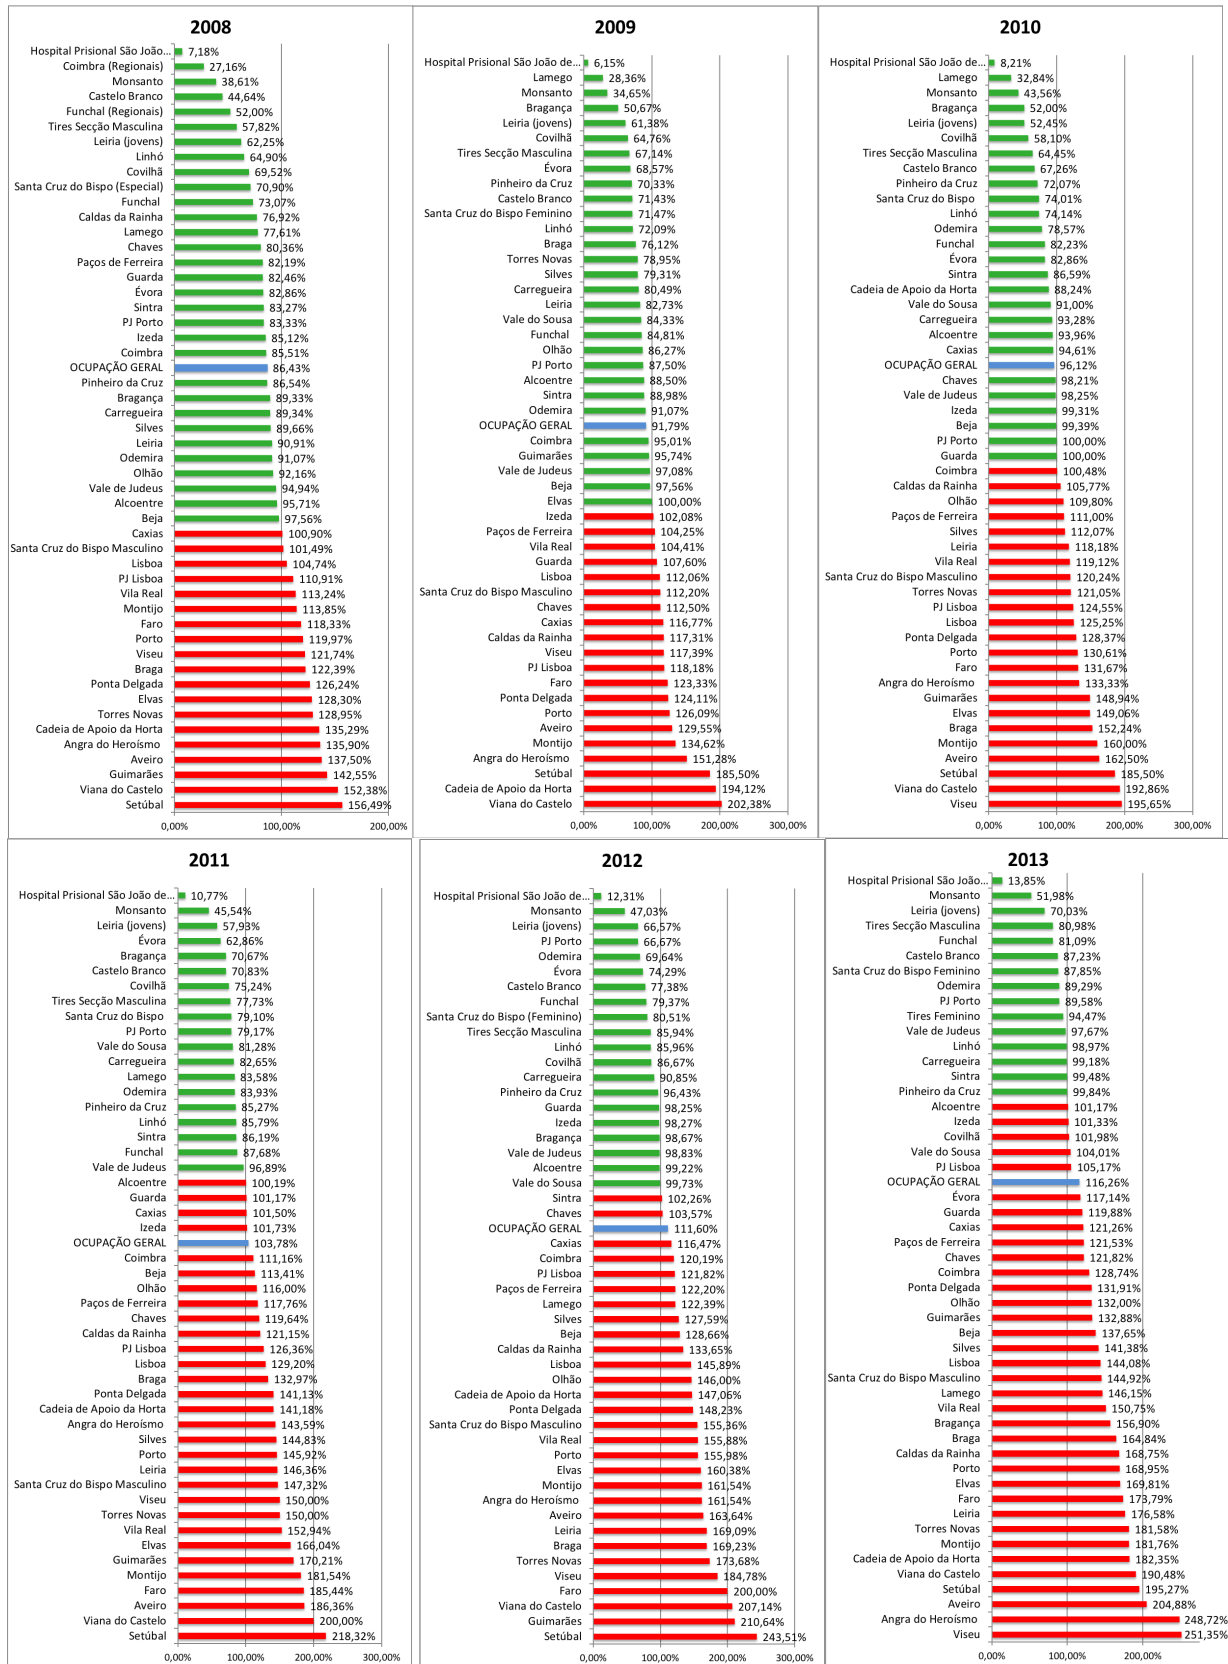 2008
Hospital Prisional São João... 7,18%
Coimbra (Regionais) 27,16%
Monsanto 38,61%
Castelo Branco 44,64%
Funchal (Regionais) 52,00%
Tires Secção Masculina 57,82%
Leiria (jovens) 62,25%
Linhó 64,90%
Covilhã 69,52%
Santa Cruz do Bispo (Especial) 70,90%
Funchal 73,07%
Caldas da Rainha 76,92%
Lamego 77,61%
Chaves 80,36%
Paços de Ferreira 82,19%
Guarda 82,46%
Évora 82,86%
Sintra 83,27%
PJ Porto 83,33%
Izeda 85,12%
Coimbra 85,51%
OCUPAÇÃO GERAL 86,43%
Pinheiro da Cruz 86,54%
Bragança 89,33%
Carregueira 89,34%
Silves 89,66%
Leiria 90,91%
Odemira 91,07%
Olhão 92,16%
Vale de Judeus 94,94%
Alcoentre 95,71%
Beja 97,56%
Caxias 100,90%
Santa Cruz do Bispo Masculino 101,49%
Lisboa 104,74%
PJ Lisboa 110,91%
Vila Real 113,24%
Montijo 113,85%
Faro 118,33%
Porto 119,97%
Viseu 121,74%
Braga 122,39%
Ponta Delgada 126,24%
Elvas 128,30%
Torres Novas 128,95%
Cadeia de Apoio da Horta 135,29%
Angra do Heroísmo 135,90%
Aveiro 137,50%
Guimarães 142,55%
Viana do Castelo 152,38%
Setúbal 156,49%
0,00% 100,00% 200,00%
2009
Hospital Prisional São João de... 6,15%
Lamego 28,36%
Monsanto 34,65%
Bragança 50,67%
Leiria (jovens) 61,38%
Covilhã 64,76%
Tires Secção Masculina 67,14%
Évora 68,57%
Pinheiro da Cruz 70,33%
Castelo Branco 71,43%
Santa Cruz do Bispo Feminino 71,47%
Linhó 72,09%
Braga 76,12%
Torres Novas 78,95%
Silves 79,31%
Carregueira 80,49%
Leiria 82,73%
Vale do Sousa 84,33%
Funchal 84,81%
Olhão 86,27%
PJ Porto 87,50%
Alcoentre 88,50%
Sintra 88,98%
Odemira 91,07%
OCUPAÇÃO GERAL 91,79%
Coimbra 95,01%
Guimarães 95,74%
Vale de Judeus 97,08%
Beja 97,56%
Elvas 100,00%
Izeda 102,08%
Paços de Ferreira 104,25%
Vila Real 104,41%
Guarda 107,60%
Lisboa 112,06%
Santa Cruz do Bispo Masculino 112,20%
Chaves 112,50%
Caxias 116,77%
Caldas da Rainha 117,31%
Viseu 117,39%
PJ Lisboa 118,18%
Faro 123,33%
Ponta Delgada 124,11%
Porto 126,09%
Aveiro 129,55%
Montijo 134,62%
Angra do Heroísmo 151,28%
Setúbal 185,50%
Cadeia de Apoio da Horta 194,12%
Viana do Castelo 202,38%
0,00% 100,00% 200,00% 300,00%
2010
Hospital Prisional São João de... 8,21%
Lamego 32,84%
Monsanto 43,56%
Bragança 52,00%
Leiria (jovens) 52,45%
Covilhã 58,10%
Tires Secção Masculina 64,45%
Castelo Branco 67,26%
Pinheiro da Cruz 72,07%
Santa Cruz do Bispo 74,01%
Linhó 74,14%
Odemira 78,57%
Funchal 82,23%
Évora 82,86%
Sintra 86,59%
Cadeia de Apoio da Horta 88,24%
Vale do Sousa 91,00%
Carregueira 93,28%
Alcoentre 93,96%
Caxias 94,61%
OCUPAÇÃO GERAL 96,12%
Chaves 98,21%
Vale de Judeus 98,25%
Izeda 99,31%
Beja 99,39%
PJ Porto 100,00%
Guarda 100,00%
Coimbra 100,48%
Caldas da Rainha 105,77%
Olhão 109,80%
Paços de Ferreira 111,00%
Silves 112,07%
Leiria 118,18%
Vila Real 119,12%
Santa Cruz do Bispo Masculino 120,24%
Torres Novas 121,05%
PJ Lisboa 124,55%
Lisboa 125,25%
Ponta Delgada 128,37%
Porto 130,61%
Faro 131,67%
Angra do Heroísmo 133,33%
Guimarães 148,94%
Elvas 149,06%
Braga 152,24%
Montijo 160,00%
Aveiro 162,50%
Setúbal 185,50%
Viana do Castelo 192,86%
Viseu 195,65%
0,00% 100,00% 200,00% 300,00%
2011
Hospital Prisional São João de... 10,77%
Monsanto 45,54%
Leiria (jovens) 57,93%
Évora 62,86%
Bragança 70,67%
Castelo Branco 70,83%
Covilhã 75,24%
Tires Secção Masculina 77,73%
Santa Cruz do Bispo 79,10%
PJ Porto 79,17%
Vale do Sousa 81,28%
Carregueira 82,65%
Lamego 83,58%
Odemira 83,93%
Pinheiro da Cruz 85,27%
Linhó 85,79%
Sintra 86,19%
Funchal 87,68%
Vale de Judeus 96,89%
Alcoentre 100,19%
Guarda 101,17%
Caxias 101,50%
Izeda 101,73%
OCUPAÇÃO GERAL 103,78%
Coimbra 111,16%
Beja 113,41%
Olhão 116,00%
Paços de Ferreira 117,76%
Chaves 119,64%
Caldas da Rainha 121,15%
PJ Lisboa 126,36%
Lisboa 129,20%
Braga 132,97%
Ponta Delgada 141,13%
Cadeia de Apoio da Horta 141,18%
Angra do Heroísmo 143,59%
Silves 144,83%
Porto 145,92%
Leiria 146,36%
Santa Cruz do Bispo Masculino 147,32%
Viseu 150,00%
Torres Novas 150,00%
Vila Real 152,94%
Elvas 166,04%
Guimarães 170,21%
Montijo 181,54%
Faro 185,44%
Aveiro 186,36%
Viana do Castelo 200,00%
Setúbal 218,32%
0,00% 100,00% 200,00% 300,00%
2012
Hospital Prisional São João de... 12,31%
Monsanto 47,03%
Leiria (jovens) 66,57%
PJ Porto 66,67%
Odemira 69,64%
Évora 74,29%
Castelo Branco 77,38%
Funchal 79,37%
Santa Cruz do Bispo (Feminino) 80,51%
Tires Secção Masculina 85,94%
Linhó 85,96%
Covilhã 86,67%
Carregueira 90,85%
Pinheiro da Cruz 96,43%
Guarda 98,25%
Izeda 98,27%
Bragança 98,67%
Vale de Judeus 98,83%
Alcoentre 99,22%
Vale do Sousa 99,73%
Sintra 102,26%
Chaves 103,57%
OCUPAÇÃO GERAL 111,60%
Caxias 116,47%
Coimbra 120,19%
PJ Lisboa 121,82%
Paços de Ferreira 122,20%
Lamego 122,39%
Silves 127,59%
Beja 128,66%
Caldas da Rainha 133,65%
Lisboa 145,89%
Olhão 146,00%
Cadeia de Apoio da Horta 147,06%
Ponta Delgada 148,23%
Santa Cruz do Bispo Masculino 155,36%
Vila Real 155,88%
Porto 155,98%
Elvas 160,38%
Montijo 161,54%
Angra do Heroísmo 161,54%
Aveiro 163,64%
Leiria 169,09%
Braga 169,23%
Torres Novas 173,68%
Viseu 184,78%
Faro 200,00%
Viana do Castelo 207,14%
Guimarães 210,64%
Setúbal 243,51%
0,00% 100,00% 200,00% 300,00%
2013
Hospital Prisional São João... 13,85%
Monsanto 51,98%
Leiria (jovens) 70,03%
Tires Secção Masculina 80,98%
Funchal 81,09%
Castelo Branco 87,23%
Santa Cruz do Bispo Feminino 87,85%
Odemira 89,29%
PJ Porto 89,58%
Tires Feminino 94,47%
Vale de Judeus 97,67%
Linhó 98,97%
Carregueira 99,18%
Sintra 99,48%
Pinheiro da Cruz 99,84%
Alcoentre 101,17%
Izeda 101,33%
Covilhã 101,98%
Vale do Sousa 104,01%
PJ Lisboa 105,17%
OCUPAÇÃO GERAL 116,26%
Évora 117,14%
Guarda 119,88%
Caxias 121,26%
Paços de Ferreira 121,53%
Chaves 121,82%
Coimbra 128,74%
Ponta Delgada 131,91%
Olhão 132,00%
Guimarães 132,88%
Beja 137,65%
Silves 141,38%
Lisboa 144,08%
Santa Cruz do Bispo Masculino 144,92%
Lamego 146,15%
Vila Real 150,75%
Bragança 156,90%
Braga 164,84%
Caldas da Rainha 168,75%
Porto 168,95%
Elvas 169,81%
Faro 173,79%
Leiria 176,58%
Torres Novas 181,58%
Montijo 181,76%
Cadeia de Apoio da Horta 182,35%
Viana do Castelo 190,48%
Setúbal 195,27%
Aveiro 204,88%
Angra do Heroísmo 248,72%
Viseu 251,35%
0,00% 100,00% 200,00%